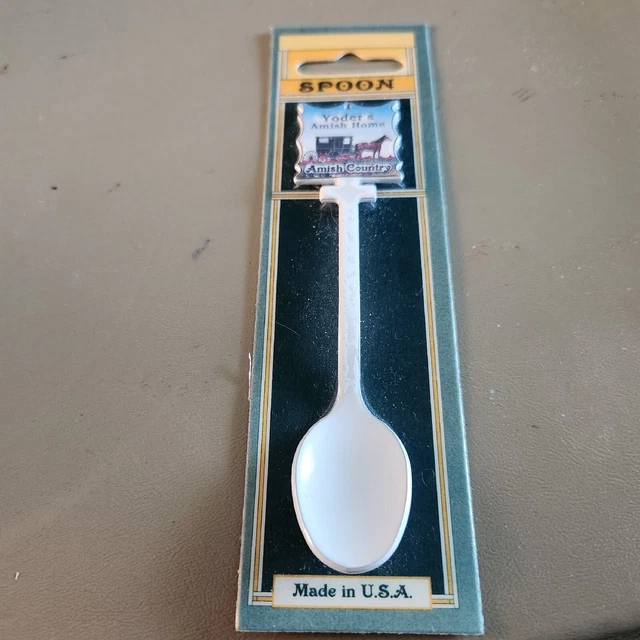 SPOON
Yoder's
Amish Home
Amish Country
Made in U.S.A.